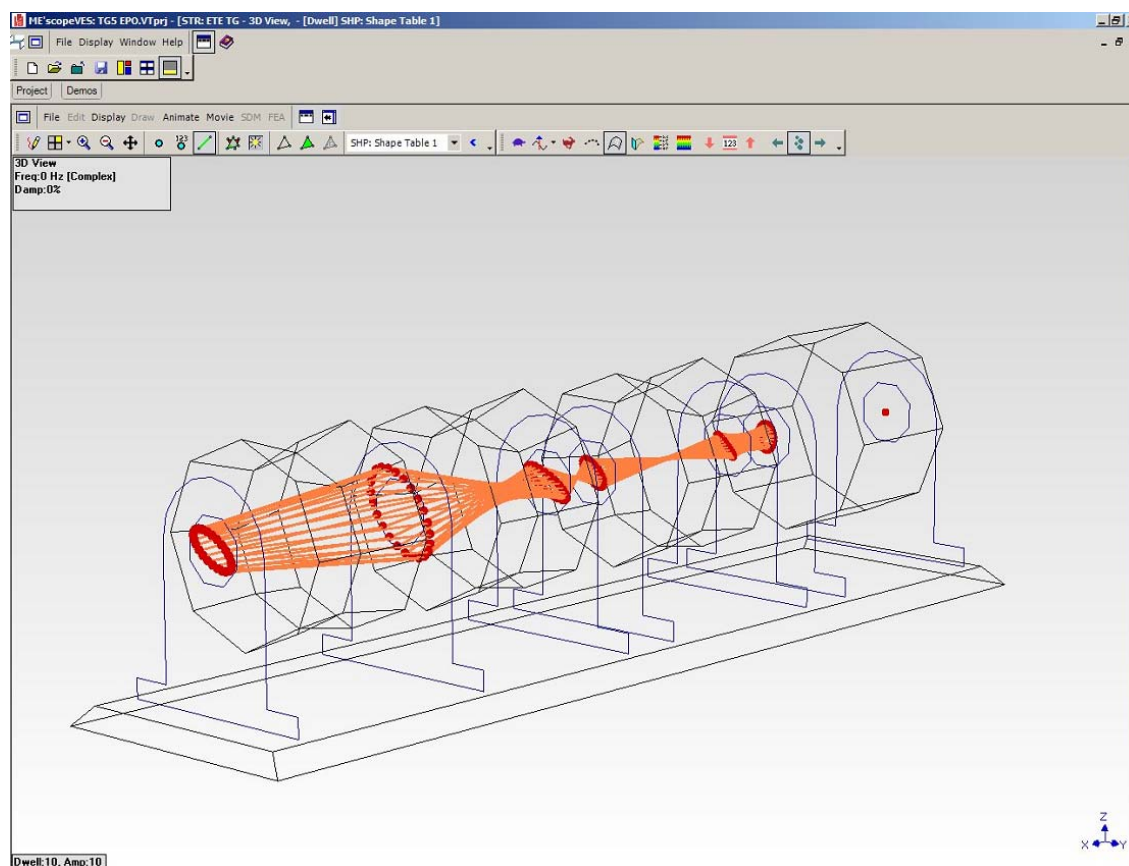 ME'scopeVES: TG5 EPO.VTprj - [STR: ETE TG - 3D View, - [Dwell] SHP: Shape Table 1]
File Display Window Help
Project Demos
File Edit Display Draw Animate Movie SDM FEA
123 SHP: Shape Table 1 123
3D View
Freq:0 Hz [Complex]
Damp:0%
Z
X Y
Dwell:10, Amp:10